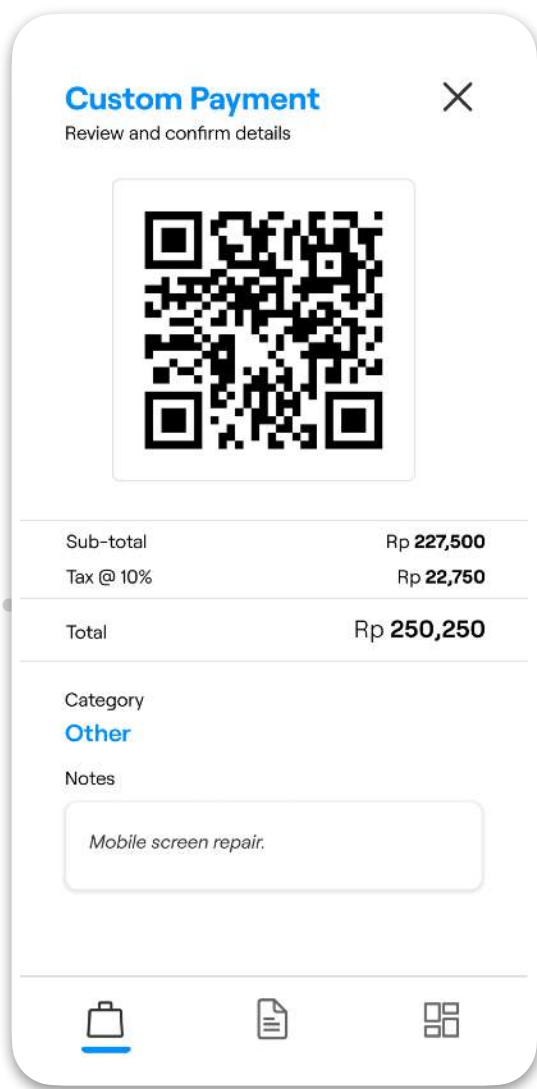 Custom Payment
Review and confirm details
Sub-total Rp 227,500
Tax @ 10% Rp 22,750
Total Rp 250,250
Category
Other
Notes
Mobile screen repair.